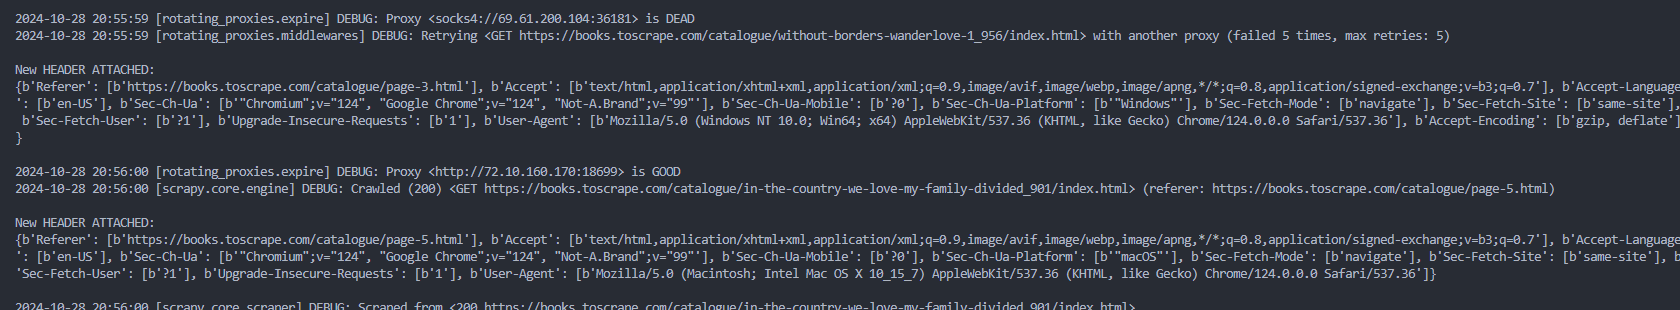 2024-10-28 20:55:59 [rotating_proxies.expire] DEBUG: Proxy <socks4://69.61.200.104:36181> is DEAD
2024-10-28 20:55:59 [rotating_proxies.middlewares] DEBUG: Retrying <GET https://books.toscrape.com/catalogue/without-borders-wanderlove-1_956/index.html> with another proxy (failed 5 times, max retries: 5)
New HEADER ATTACHED:
{b'Referer': [b'https://books.toscrape.com/catalogue/page-3.html'], b'Accept': [b'text/html,application/xhtml+xml,application/xml;q=0.9,image/avif,image/webp,image/apng,*/*;q=0.8,application/signed-exchange;v=b3;q=0.7'], b'Accept-Language
': [b'en-US'], b'Sec-Ch-Ua': [b'"Chromium";v="124", "Google Chrome";v="124", "Not-A.Brand";v="99"'], b'Sec-Ch-Ua-Mobile': [b'?0'], b'Sec-Ch-Ua-Platform': [b'"Windows"'], b'Sec-Fetch-Mode': [b'navigate'], b'Sec-Fetch-Site': [b'same-site'],
b'Sec-Fetch-User': [b'?1'], b'Upgrade-Insecure-Requests': [b'1'], b'User-Agent': [b'Mozilla/5.0 (Windows NT 10.0; Win64; x64) AppleWebKit/537.36 (KHTML, like Gecko) Chrome/124.0.0.0 Safari/537.36'], b'Accept-Encoding': [b'gzip, deflate']
}
2024-10-28 20:56:00 [rotating_proxies.expire] DEBUG: Proxy <http://72.10.160.170:18699> is GOOD
2024-10-28 20:56:00 [scrapy.core.engine] DEBUG: Crawled (200) <GET https://books.toscrape.com/catalogue/in-the-country-we-love-my-family-divided_901/index.html> (referer: https://books.toscrape.com/catalogue/page-5.html)
New HEADER ATTACHED:
{b'Referer': [b'https://books.toscrape.com/catalogue/page-5.html'], b'Accept': [b'text/html,application/xhtml+xml,application/xml;q=0.9,image/avif,image/webp,image/apng,*/*;q=0.8,application/signed-exchange;v=b3;q=0.7'], b'Accept-Langua
': [b'en-US'], b'Sec-Ch-Ua': [b'"Chromium";v="124", "Google Chrome";v="124", "Not-A.Brand";v="99"'], b'Sec-Ch-Ua-Mobile': [b'?0'], b'Sec-Ch-Ua-Platform': [b'"macOS"'], b'Sec-Fetch-Mode': [b'navigate'], b'Sec-Fetch-Site': [b'same-site'], b
'Sec-Fetch-User': [b'?1'], b'Upgrade-Insecure-Requests': [b'1'], b'User-Agent': [b'Mozilla/5.0 (Macintosh; Intel Mac OS X 10_15_7) AppleWebKit/537.36 (KHTML, like Gecko) Chrome/124.0.0.0 Safari/537.36']}
2024-10-28 20:56:00 [scrapy.core.scraper] DEBUG: Scraped from <200 https://books.toscrape.com/catalogue/in-the-country-we-love-my-family-divided_901/index.html>